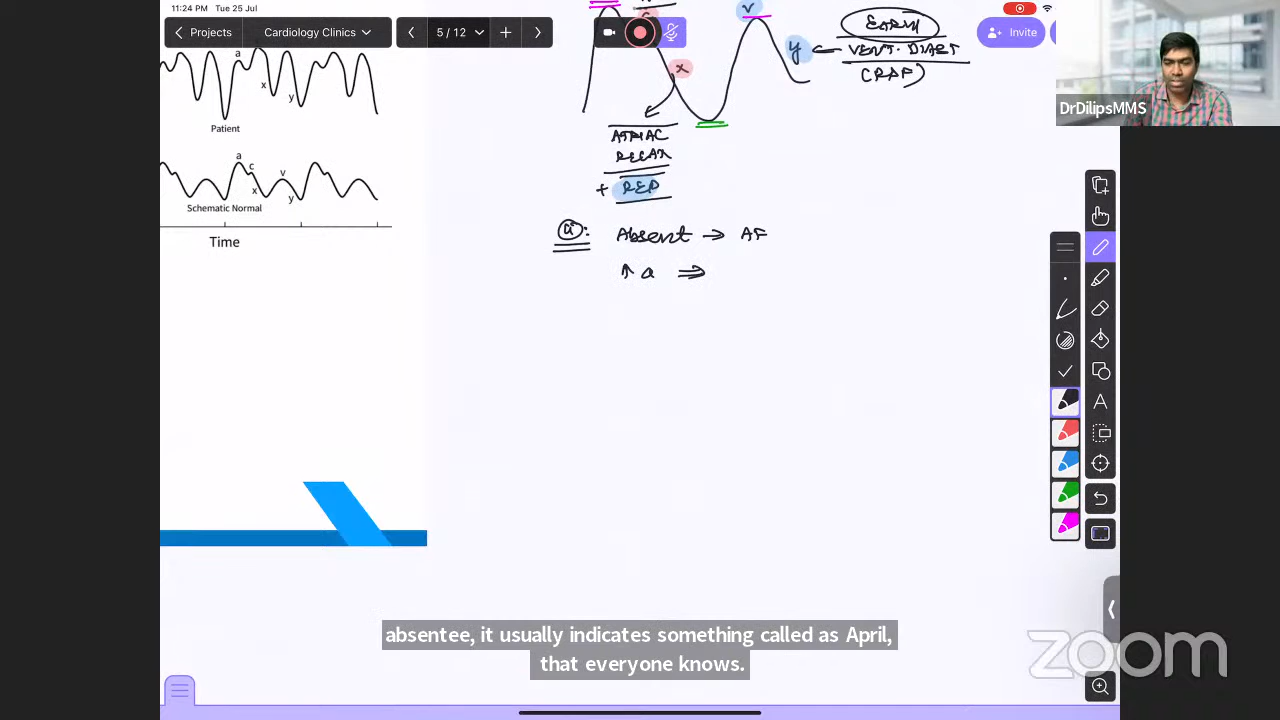 11:24 PM Tue 25 Jul
Projects
Cardiology Clinics
5 / 12
Invite
DrDilipsMMS
a
x
y
Patient
a
c
v
x
y
Schematic Normal
Time
v
EARLY
y
VENT. DIAST
(RAP)
x
ATRIAL
RELAX
+ REP
a: Absent → AF
↑ a ⇒
A
absentee, it usually indicates something called as April,
that everyone knows.
zoom